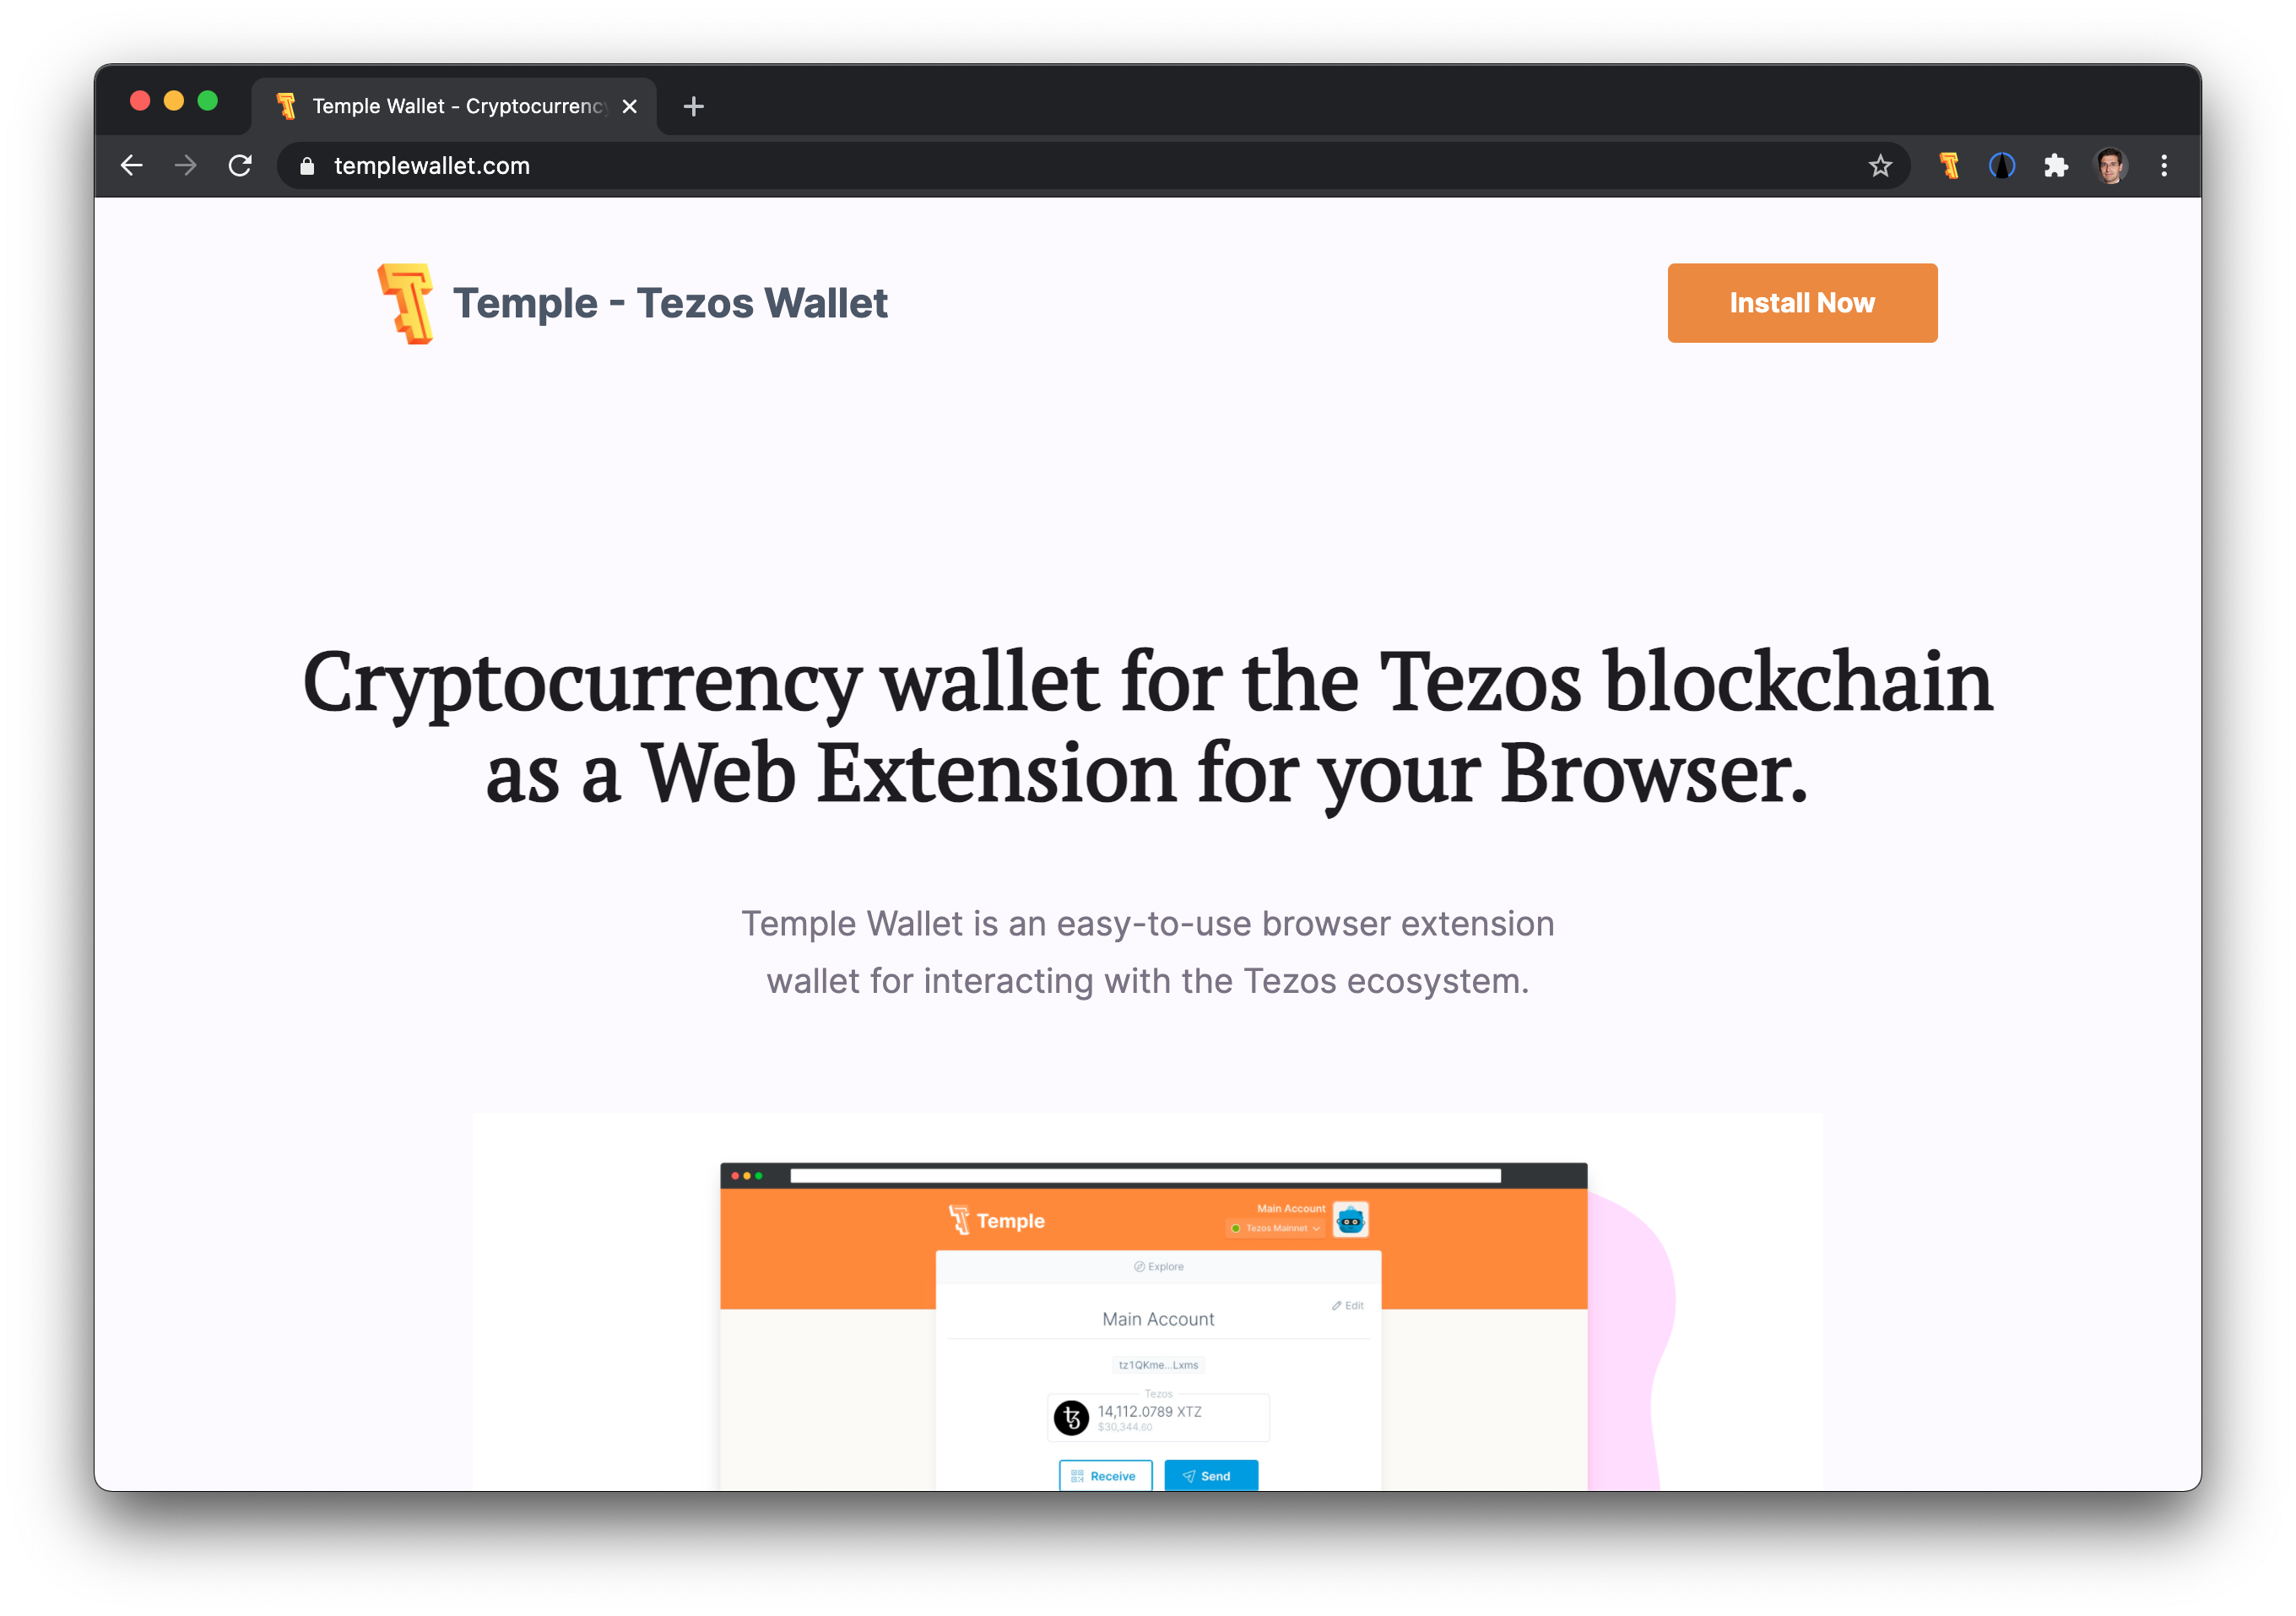 Temple Wallet - Cryptocurrency
templewallet.com
Temple - Tezos Wallet
Install Now
Cryptocurrency wallet for the Tezos blockchain
as a Web Extension for your Browser.
Temple Wallet is an easy-to-use browser extension
wallet for interacting with the Tezos ecosystem.
Temple
Main Account
Tezos Mainnet
Explore
Edit
Main Account
tz1QKme...Lxms
Tezos
14,112.0789 XTZ
$30,344.60
Receive
Send